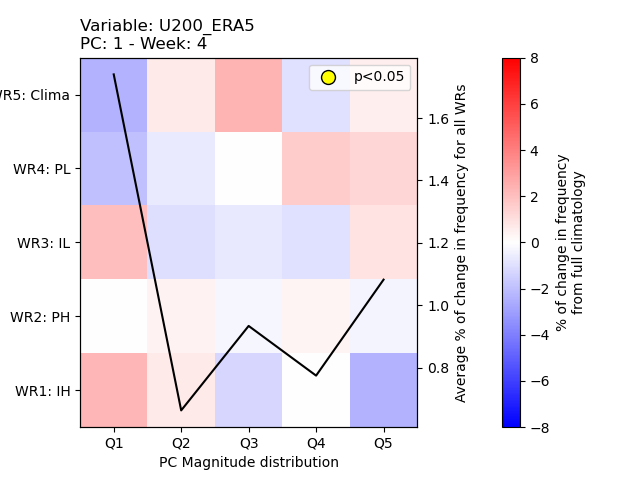 Variable: U200_ERA5
PC: 1 - Week: 4
p<0.05
WR5: Clima
WR4: PL
WR3: IL
WR2: PH
WR1: IH
Q1 Q2 Q3 Q4 Q5
PC Magnitude distribution
1.6
1.4
1.2
1.0
0.8
Average % of change in frequency for all WRs
8
6
4
2
0
−2
−4
−6
−8
% of change in frequency
from full climatology